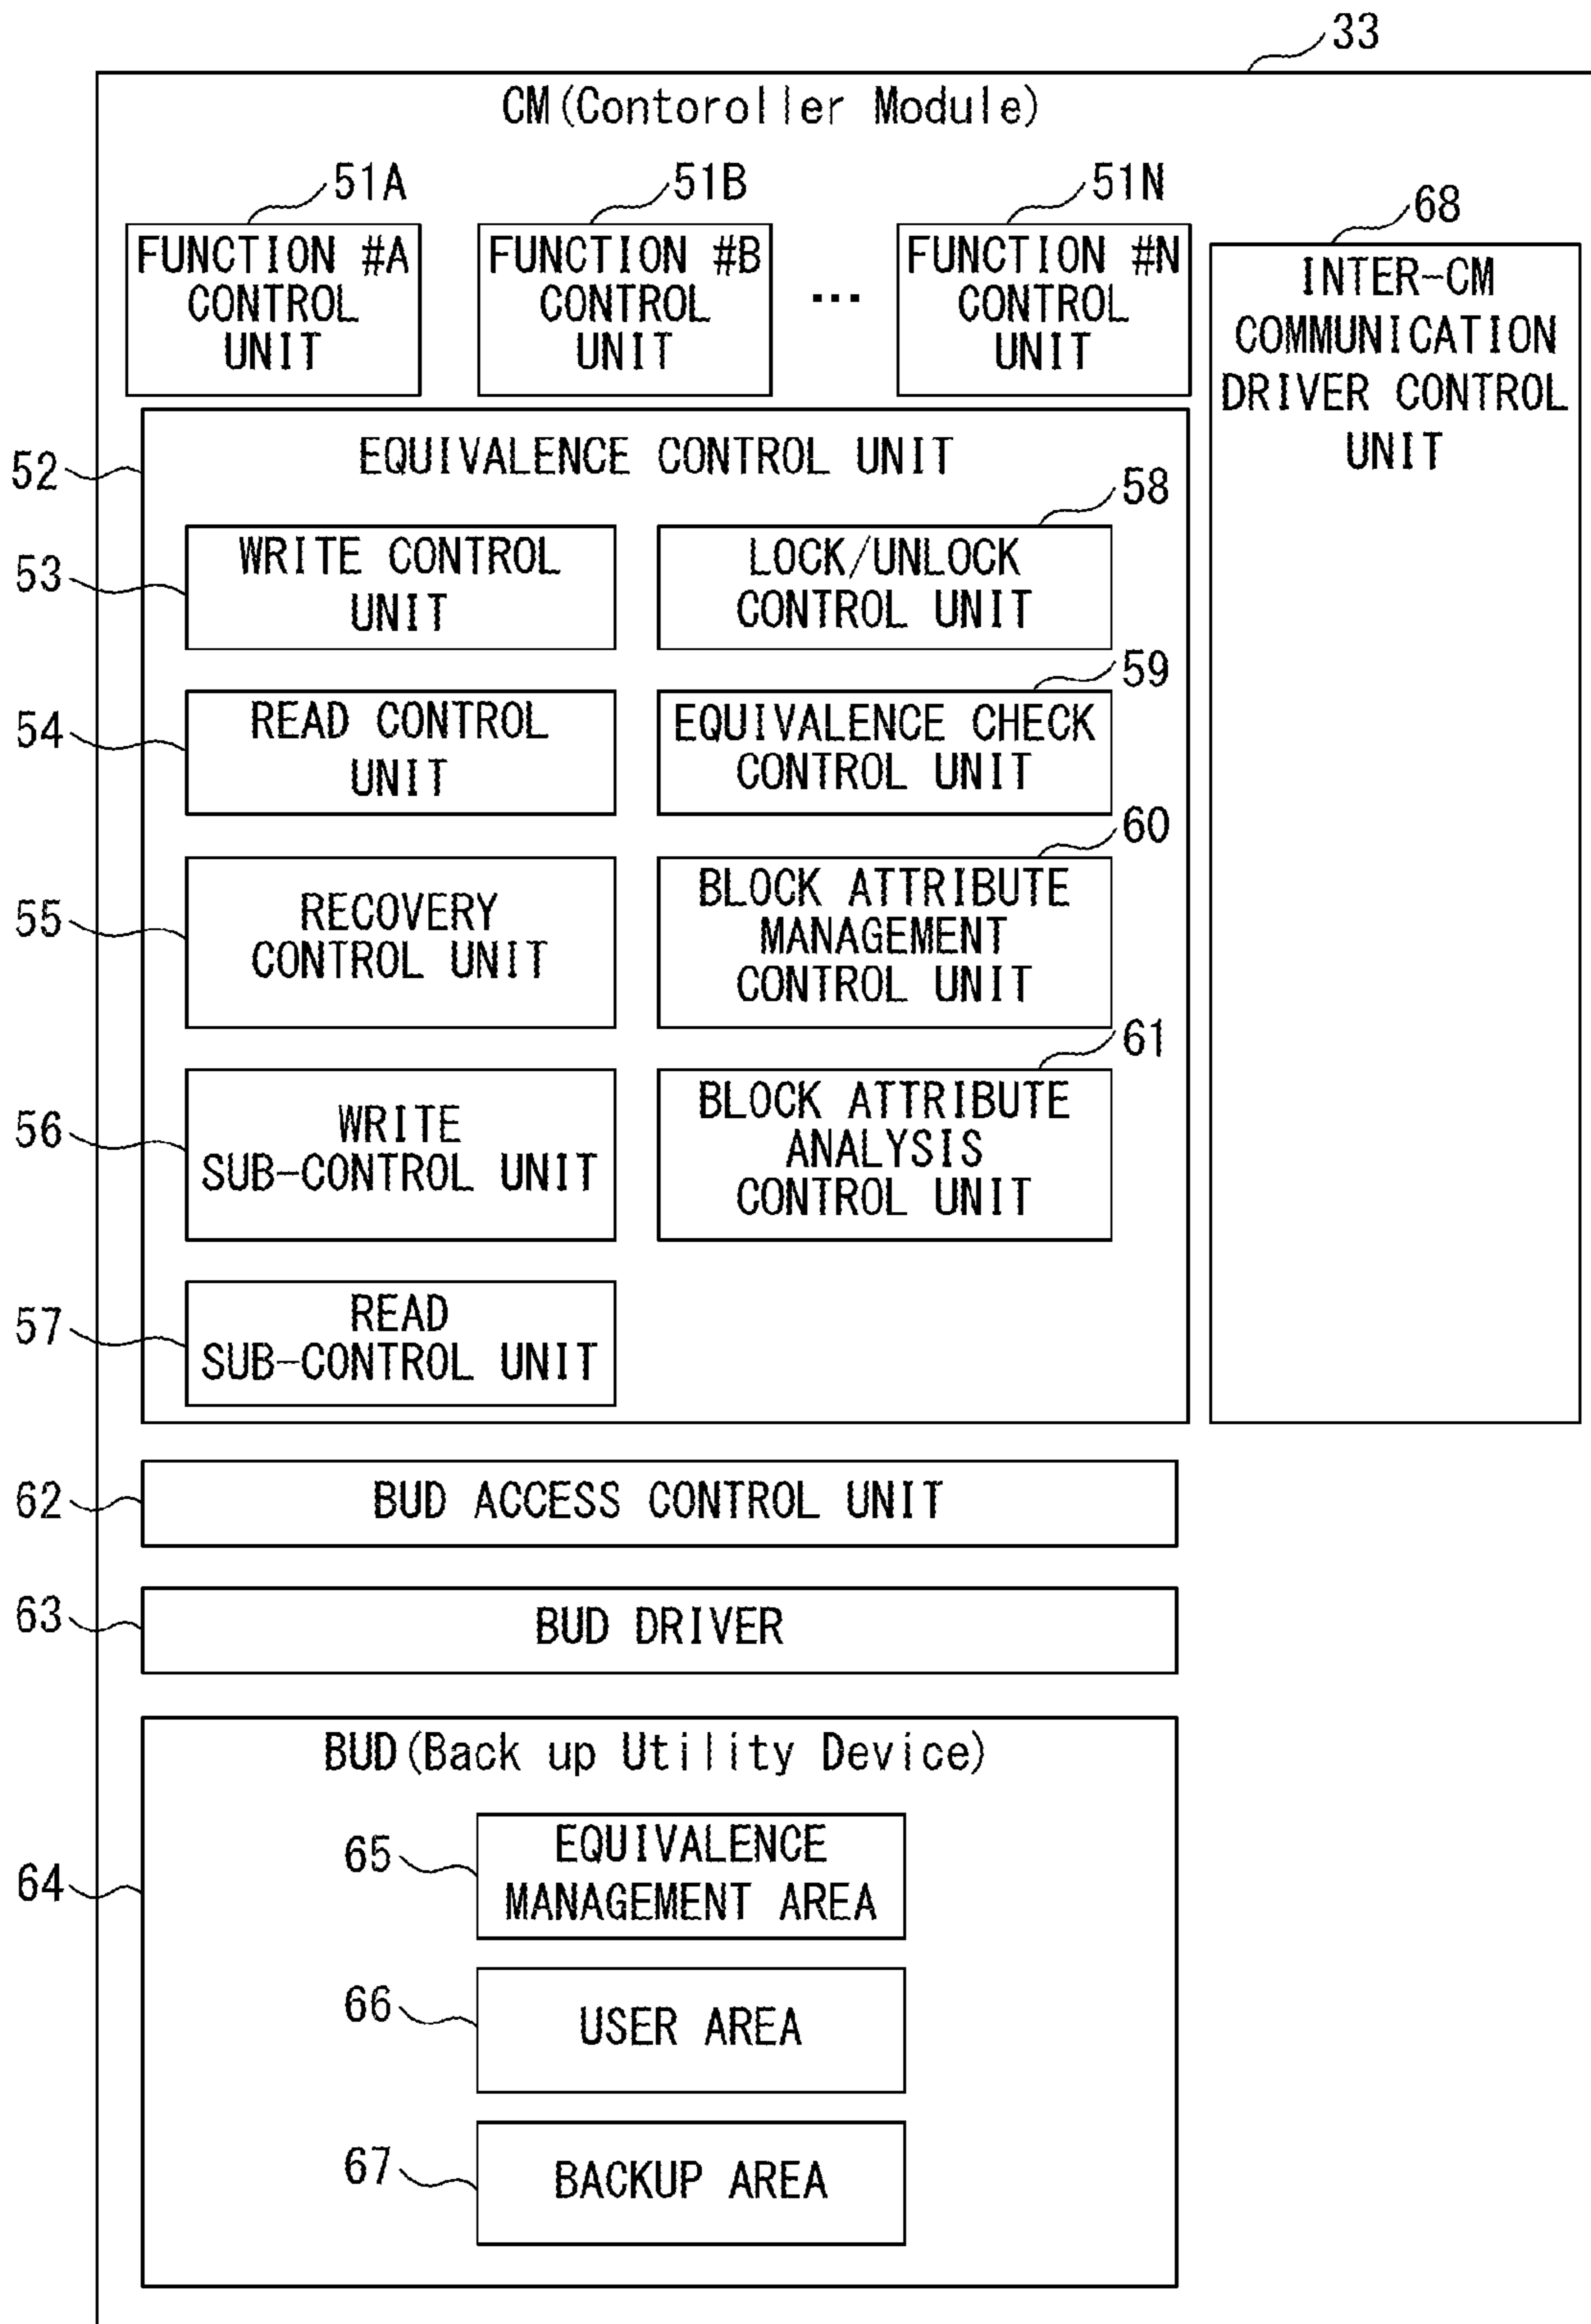 33
CM(Contoroller Module)
51A
51B
51N
68
FUNCTION #A
CONTROL
UNIT
FUNCTION #B
CONTROL
UNIT
...
FUNCTION #N
CONTROL
UNIT
INTER-CM
COMMUNICATION
DRIVER CONTROL
UNIT
52
EQUIVALENCE CONTROL UNIT
53
WRITE CONTROL
UNIT
58
LOCK/UNLOCK
CONTROL UNIT
54
READ CONTROL
UNIT
59
EQUIVALENCE CHECK
CONTROL UNIT
55
RECOVERY
CONTROL UNIT
60
BLOCK ATTRIBUTE
MANAGEMENT
CONTROL UNIT
56
WRITE
SUB-CONTROL UNIT
61
BLOCK ATTRIBUTE
ANALYSIS
CONTROL UNIT
57
READ
SUB-CONTROL UNIT
62
BUD ACCESS CONTROL UNIT
63
BUD DRIVER
64
BUD(Back up Utility Device)
65
EQUIVALENCE
MANAGEMENT AREA
66
USER AREA
67
BACKUP AREA